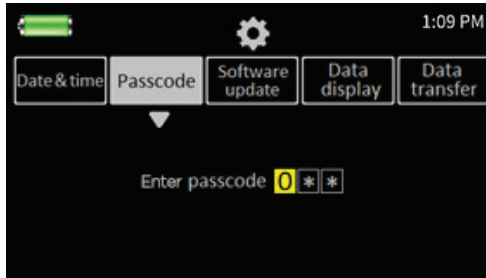 1:09 PM
Date & time
Passcode
Software
update
Data
display
Data
transfer
Enter passcode 0 * *